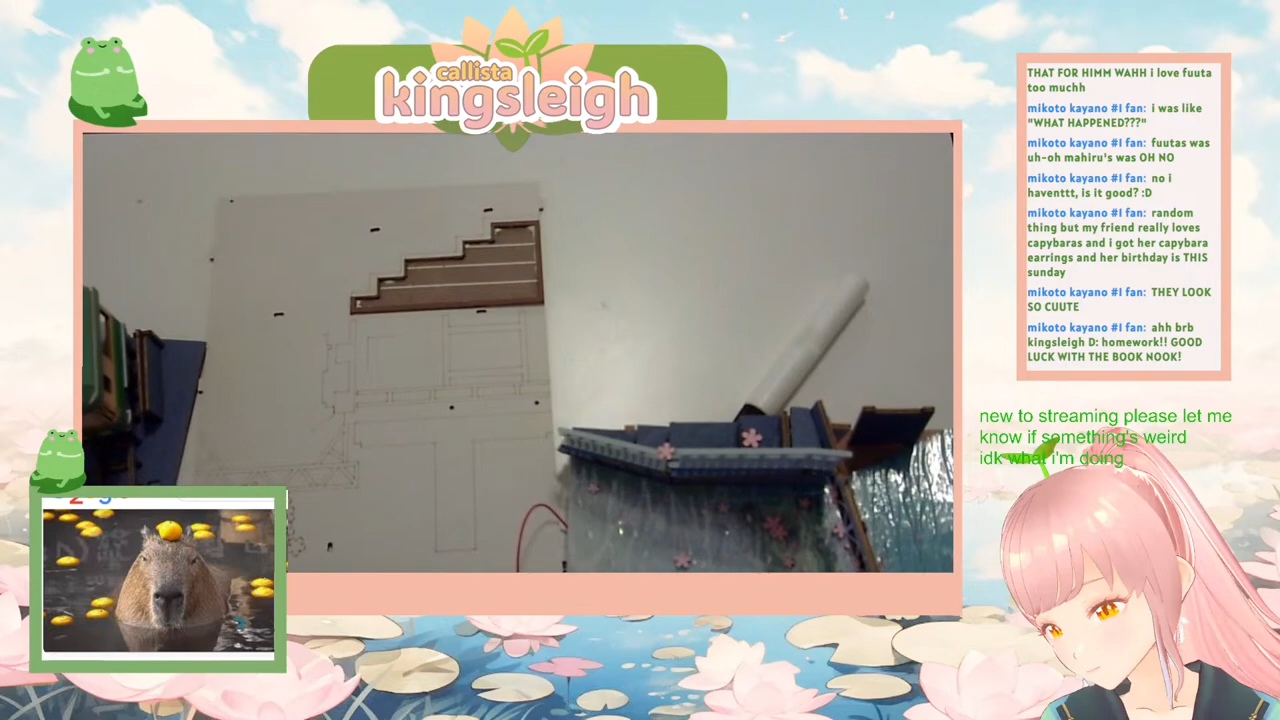 callista
kingsleigh
THAT FOR HIMM WAHH i love fuuta
too muchh
mikoto kayano #1 fan: i was like
"WHAT HAPPENED???"
mikoto kayano #1 fan: fuutas was
uh-oh mahiru's was OH NO
mikoto kayano #1 fan: no i
haventtt, is it good? :D
mikoto kayano #1 fan: random
thing but my friend really loves
capybaras and i got her capybara
earrings and her birthday is THIS
sunday
mikoto kayano #1 fan: THEY LOOK
SO CUUTE
mikoto kayano #1 fan: ahh brb
kingsleigh D: homework!! GOOD
LUCK WITH THE BOOK NOOK!
new to streaming please let me
know if something's weird
idk what i'm doing